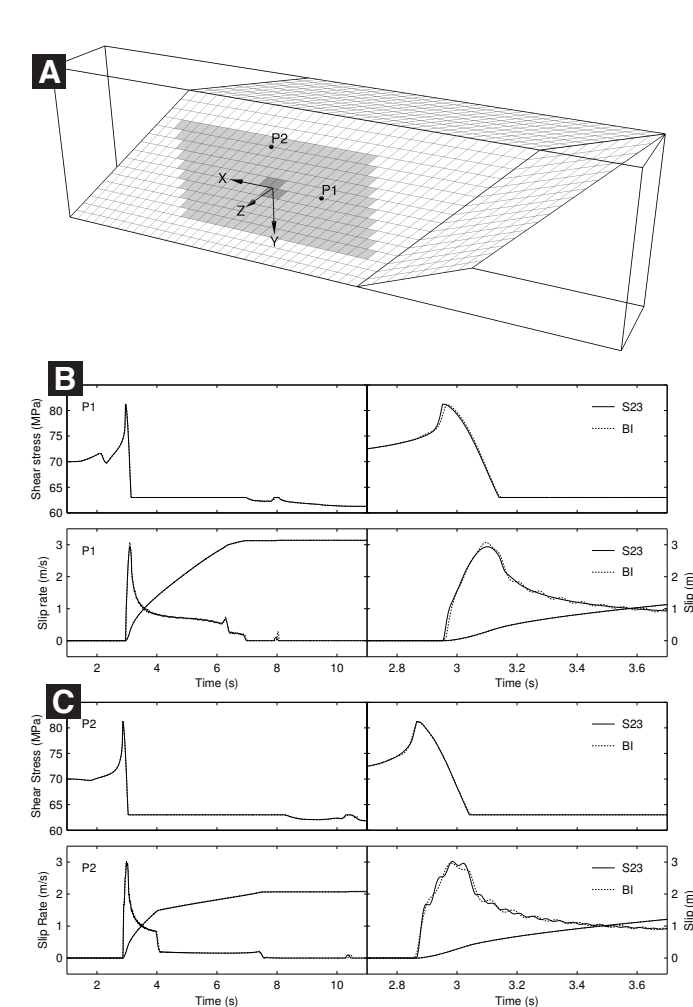 A
P2
X
P1
Z
Y
B
P1
S23
BI
Shear stress (MPa)
80
75
70
65
60
P1
S23
BI
Slip rate (m/s)
Slip (m)
3 3
2 2
1 1
0 0
2 4 6 8 10 2.8 3 3.2 3.4 3.6
Time (s) Time (s)
C
P2
S23
BI
Shear Stress (MPa)
80
75
70
65
60
P2
S23
BI
Slip Rate (m/s)
Slip (m)
3 3
2 2
1 1
0 0
2 4 6 8 10 2.8 3 3.2 3.4 3.6
Time (s) Time (s)